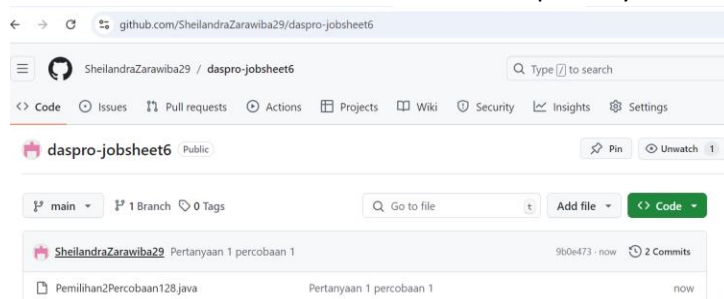 github.com/SheilandraZarawiba29/daspro-jobsheet6
SheilandraZarawiba29 / daspro-jobsheet6
Type / to search
Code Issues Pull requests Actions Projects Wiki Security Insights Settings
daspro-jobsheet6 Public Pin Unwatch 1
main 1 Branch 0 Tags Go to file t Add file Code
SheilandraZarawiba29 Pertanyaan 1 percobaan 1 9b0e473 · now 2 Commits
Pemilihan2Percobaan128.java Pertanyaan 1 percobaan 1 now